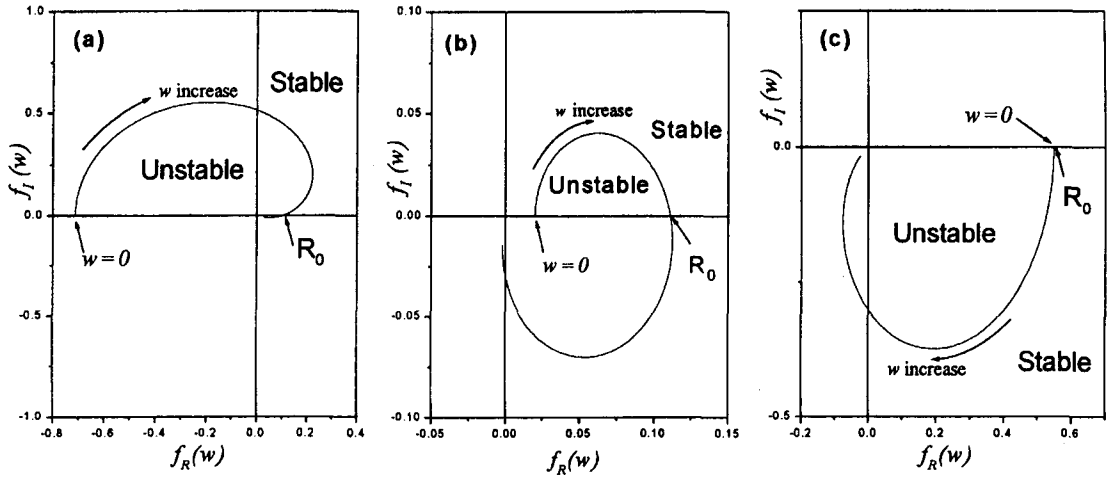 (a)
Stable
w increase
Unstable
w=0
R0
1.0
0.5
0.0
-0.5
-1.0
-0.8
-0.6
-0.4
-0.2
0.0
0.2
0.4
fI(w)
fR(w)
(b)
w increase
Stable
Unstable
w=0
R0
0.10
0.05
0.00
-0.05
-0.10
-0.05
0.00
0.05
0.10
0.15
fI(w)
fR(w)
(c)
w=0
R0
Unstable
w increase
Stable
0.0
-0.5
-0.2
0.0
0.2
0.4
0.6
fI(w)
fR(w)